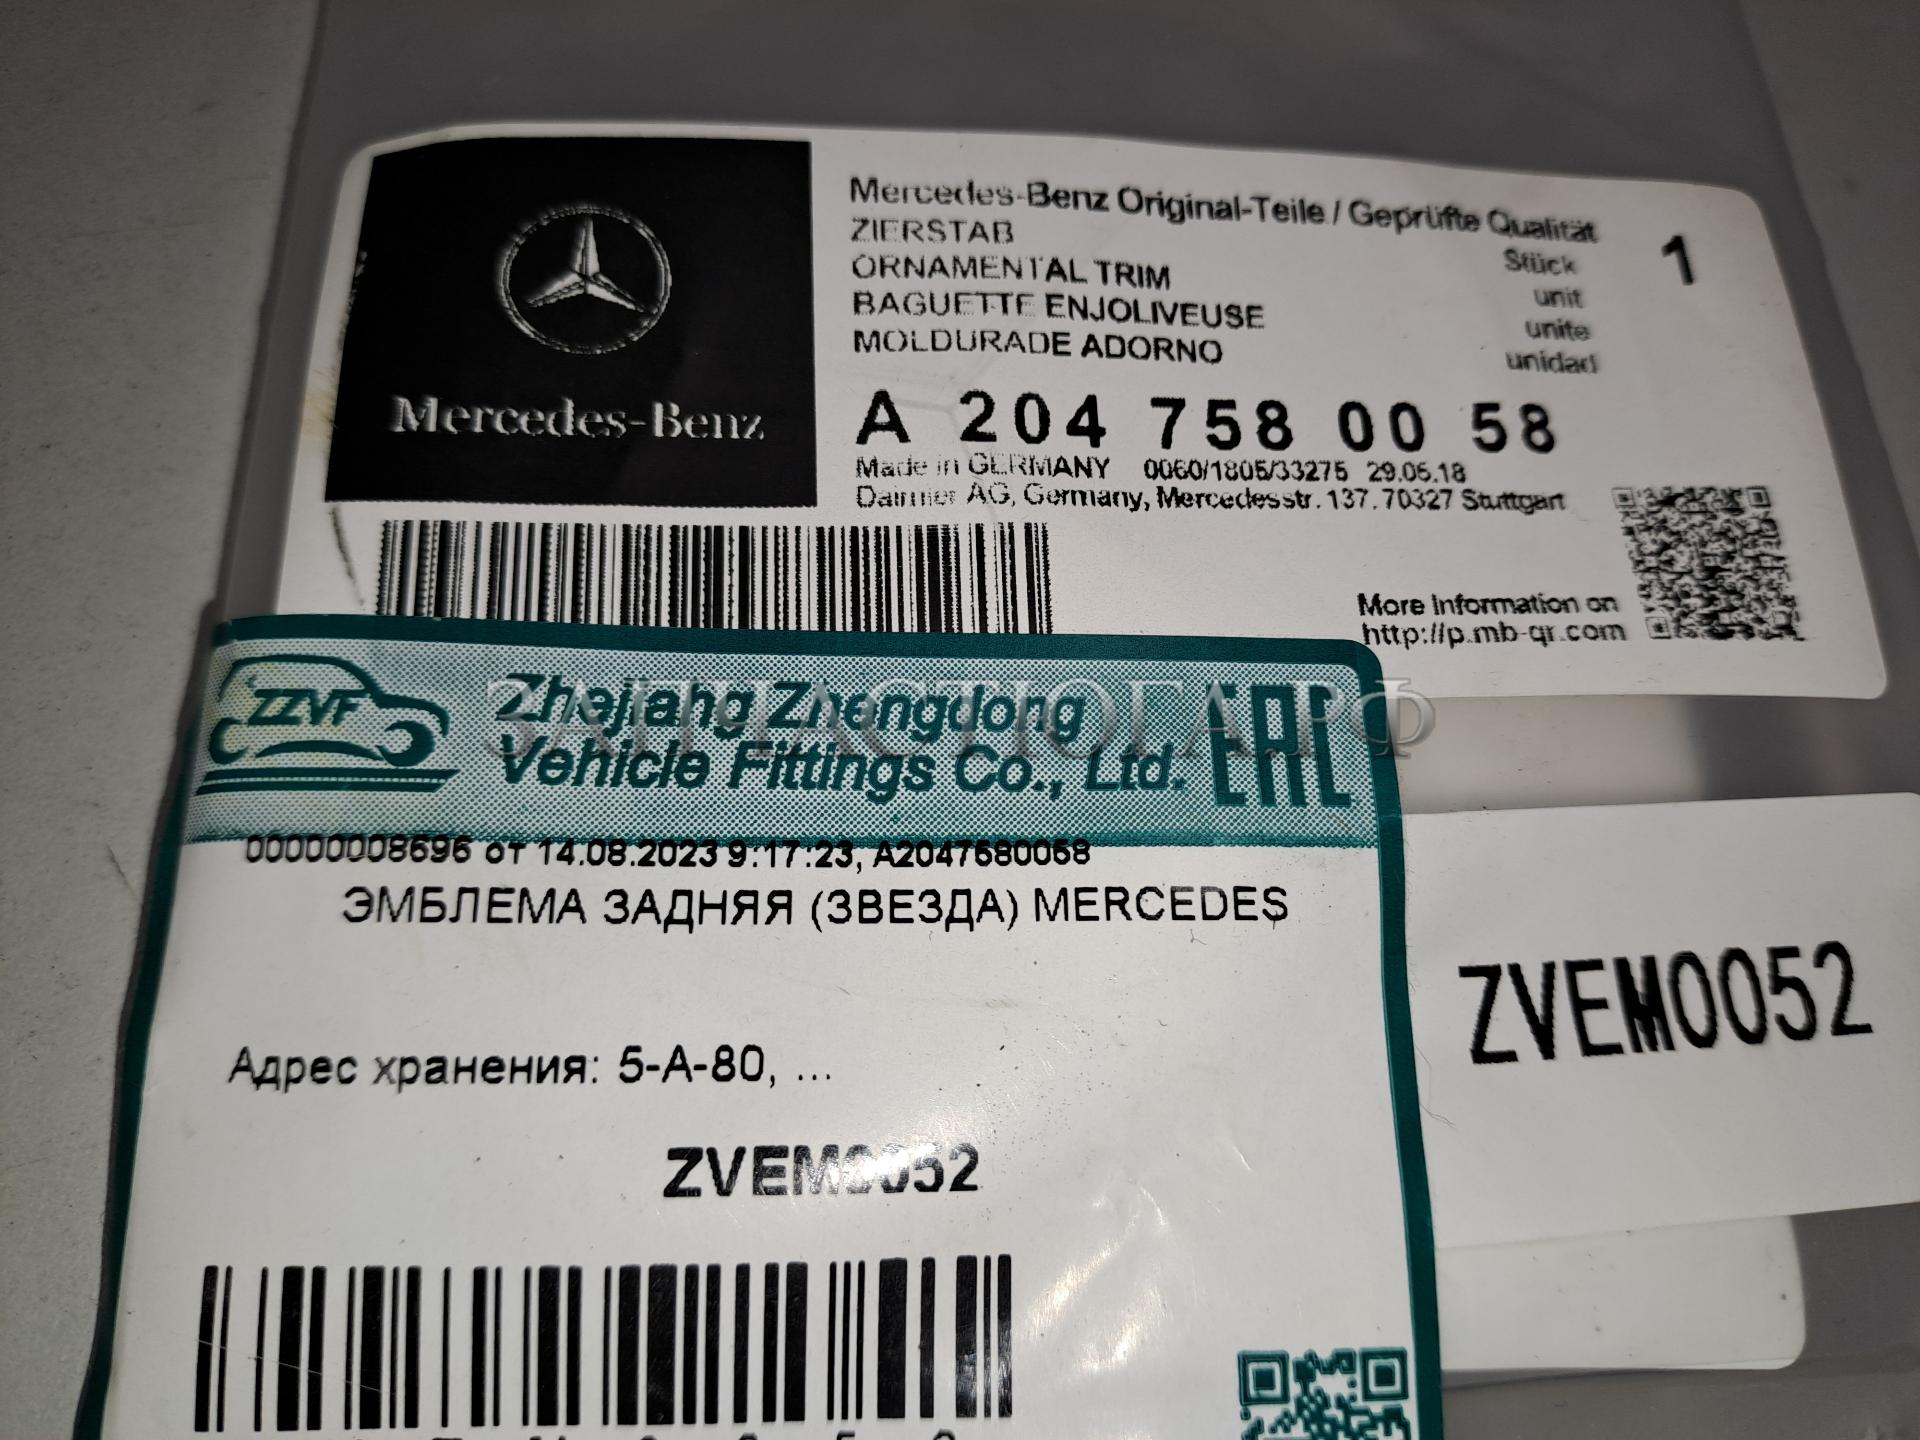 Mercedes-Benz
Mercedes-Benz Original-Teile / Geprüfte Qualität
ZIERSTAB
ORNAMENTAL TRIM
BAGUETTE ENJOLIVEUSE
MOLDURADE ADORNO
Stück
unit
unite
unidad
1
A 204 758 00 58
Made in GERMANY 0060/1805/33275 29.05.18
Daimler AG, Germany, Mercedesstr. 137. 70327 Stuttgart
More Information on
http://p.mb-qr.com
ZZVF
Zhejiang Zhengdong
Vehicle Fittings Co., Ltd.
EAC
ЗАПЧАСТЮГА.РФ
00000008696 от 14.08.2023 9:17:23, A2047580058
ЭМБЛЕМА ЗАДНЯЯ (ЗВЕЗДА) MERCEDES
Адрес хранения: 5-A-80, ...
ZVEM0052
ZVEM0052